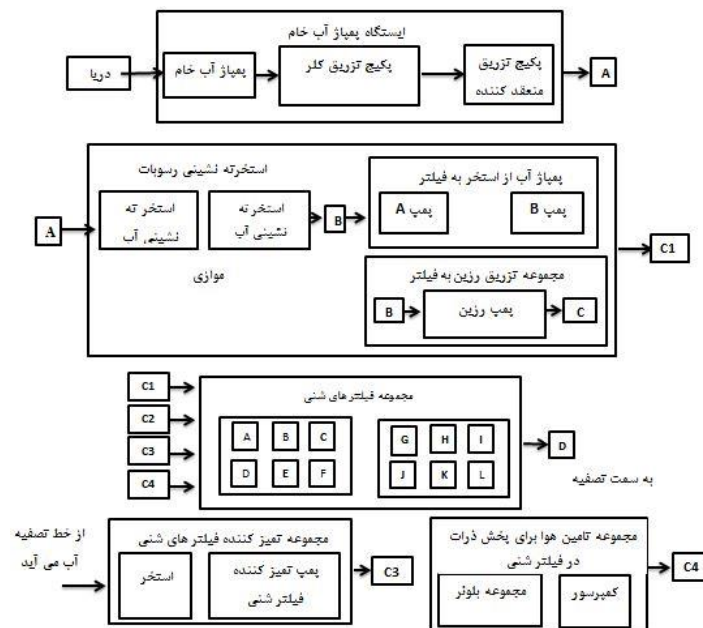 ایستگاه پمپاژ آب خام
دریا
پمپاژ آب خام
پکیج تزریق کلر
پکیج تزریق
منعقد کننده
A
استخرته نشینی رسوبات
A
استخر ته
نشینی آب
استخر ته
نشینی آب
موازی
B
پمپاژ آب از استخر به فیلتر
پمپ A
پمپ B
مجموعه تزریق رزین به فیلتر
B
پمپ رزین
C
C1
C1
C2
C3
C4
مجموعه فیلتر های شنی
A
B
C
D
E
F
G
H
I
J
K
L
D
به سمت تصفیه
از خط تصفیه
آب می آید
مجموعه تمیز کننده فیلتر های شنی
استخر
پمپ تمیز کننده
فیلتر شنی
C3
مجموعه تامین هوا برای پخش ذرات
در فیلتر شنی
مجموعه بلوئر
کمپرسور
C4